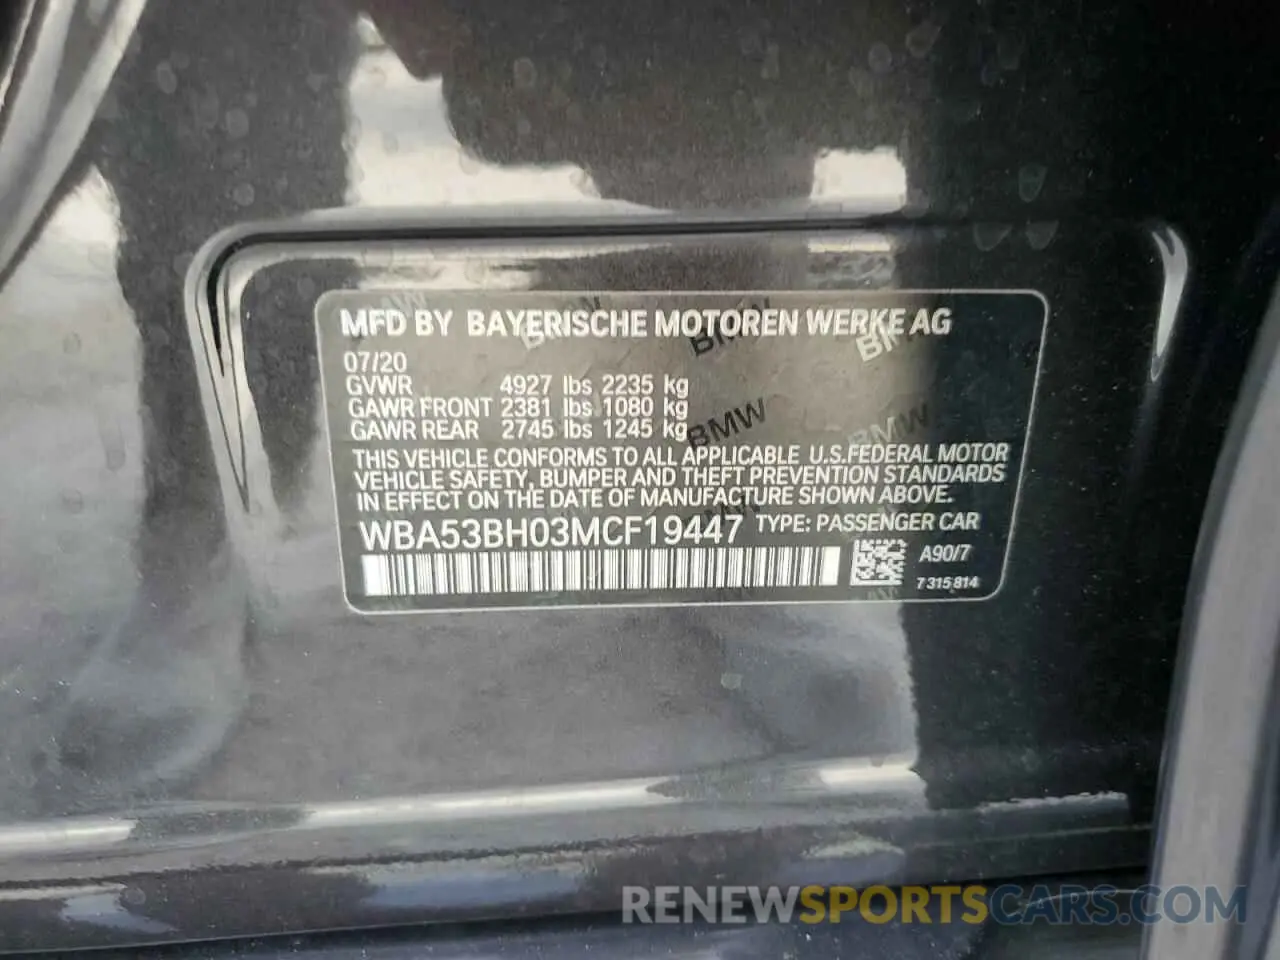 MFD BY BAYERISCHE MOTOREN WERKE AG
07/20
GVWR 4927 lbs 2235 kg
GAWR FRONT 2381 lbs 1080 kg
GAWR REAR 2745 lbs 1245 kg
THIS VEHICLE CONFORMS TO ALL APPLICABLE U.S.FEDERAL MOTOR
VEHICLE SAFETY, BUMPER AND THEFT PREVENTION STANDARDS
IN EFFECT ON THE DATE OF MANUFACTURE SHOWN ABOVE.
WBA53BH03MCF19447 TYPE: PASSENGER CAR
A90/7
7315814
RENEWSPORTSCARS.COM